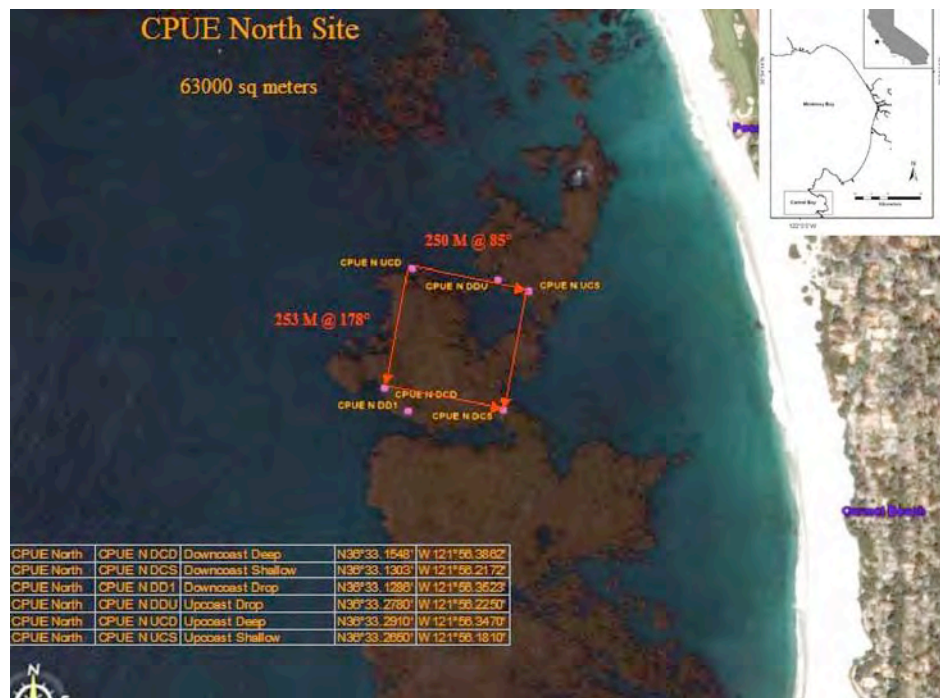 CPUE North Site
63000 sq meters
Monterey Bay
N
Carmel Bay
Kilometers
250 M @ 85°
CPUE N UCD
CPUE N DDU
CPUE N UCS
253 M @ 178°
CPUE N DCD
CPUE N DD1
CPUE N DCS
Carmel Beach
CPUE North CPUE N DCD Downcoast Deep N36°33.1548' W 121°56.3862'
CPUE North CPUE N DCS Downcoast Shallow N36°33.1303' W 121°56.2172'
CPUE North CPUE N DD1 Downcoast Drop N36°33.1286' W 121°56.3523'
CPUE North CPUE N DDU Upcoast Drop N36°33.2780' W 121°56.2250'
CPUE North CPUE N UCD Upcoast Deep N36°33.2910' W 121°56.3470'
CPUE North CPUE N UCS Upcoast Shallow N36°33.2650' W 121°56.1810'
N